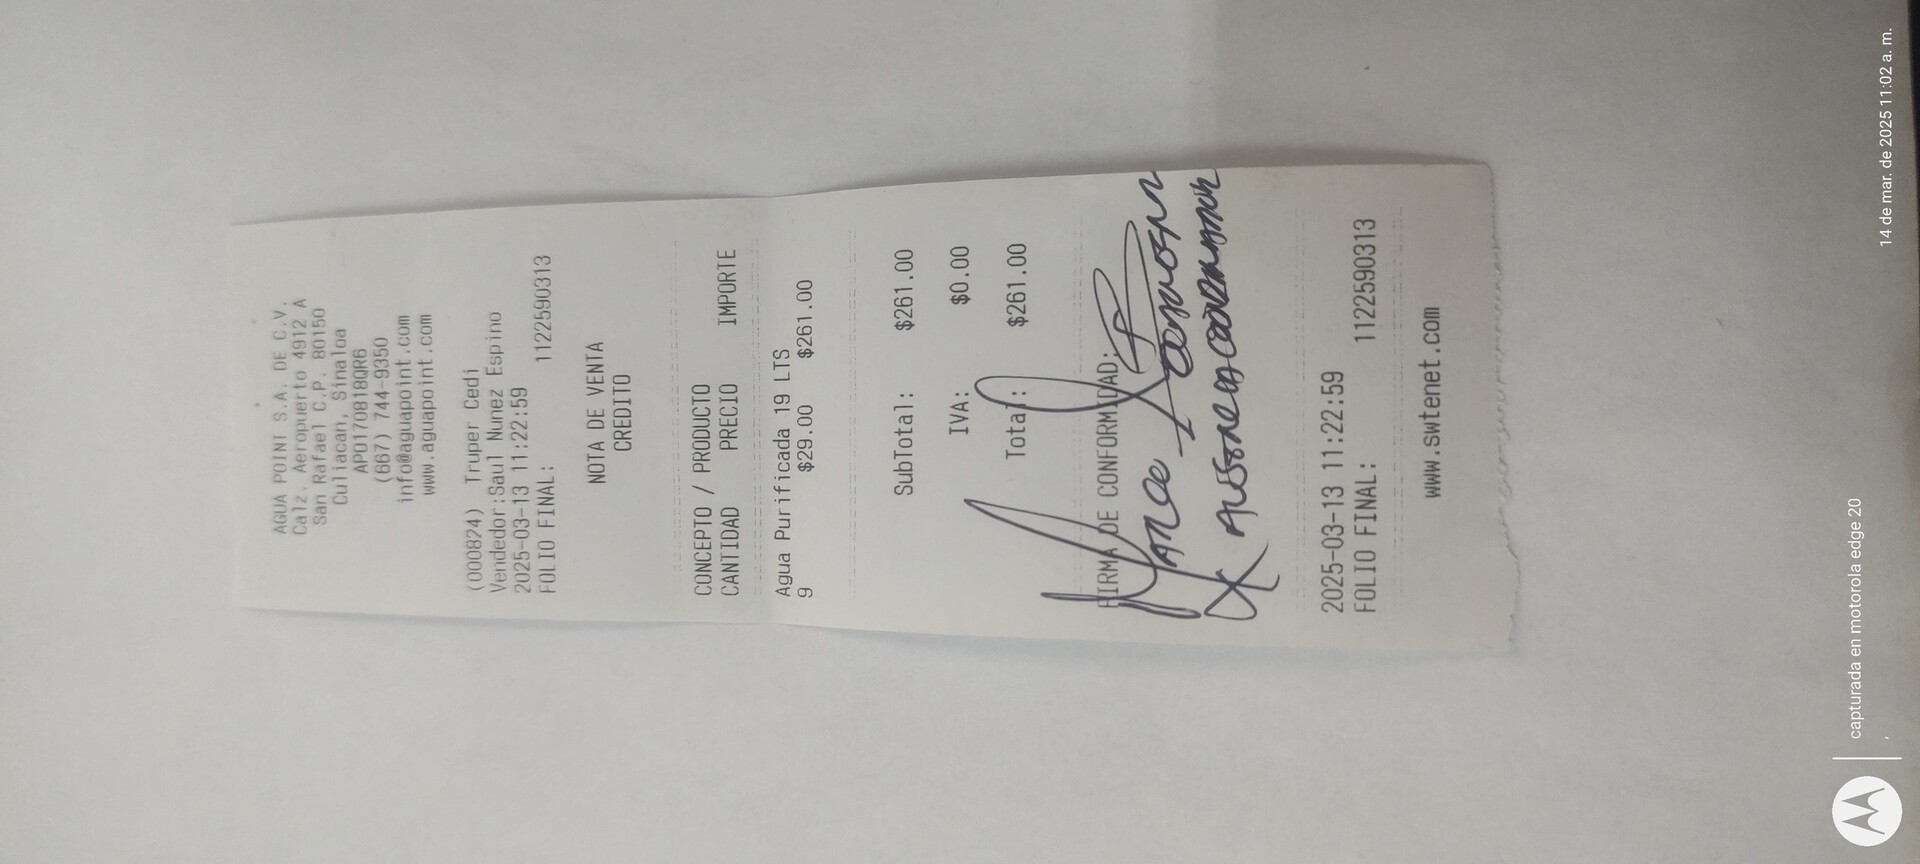 AGUA POINT S.A. DE C.V.
Calz. Aeropuerto 4912 A
San Rafael C.P. 80150
Culiacan, Sinaloa
APO170818QR6
(667) 744-9350
info@aguapoint.com
www.aguapoint.com
(000824) Truper Cedi
Vendedor:Saul Nunez Espino
2025-03-13 11:22:59
FOLIO FINAL: 1122590313
NOTA DE VENTA
CREDITO
CONCEPTO / PRODUCTO
CANTIDAD PRECIO IMPORTE
Agua Purificada 19 LTS
9 $29.00 $261.00
SubTotal: $261.00
IVA: $0.00
Total: $261.00
FIRMA DE CONFORMIDAD:
2025-03-13 11:22:59
FOLIO FINAL: 1122590313
www.swtenet.com
capturada en motorola edge 20
14 de mar. de 2025 11:02 a. m.